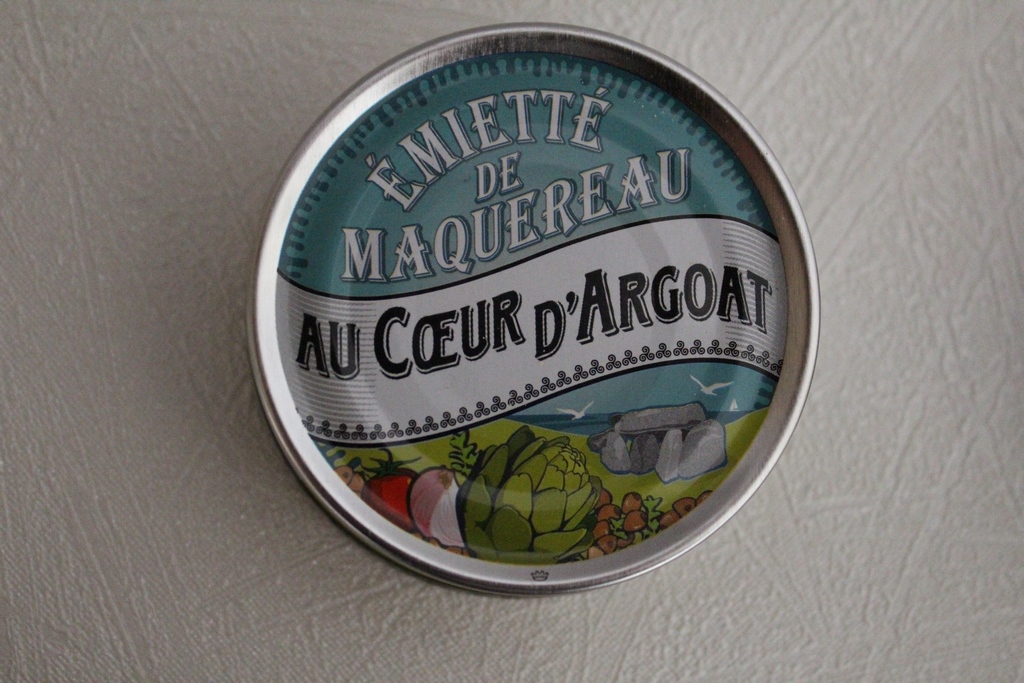 ÉMIETTÉ
DE
MAQUEREAU
AU CŒUR D'ARGOAT